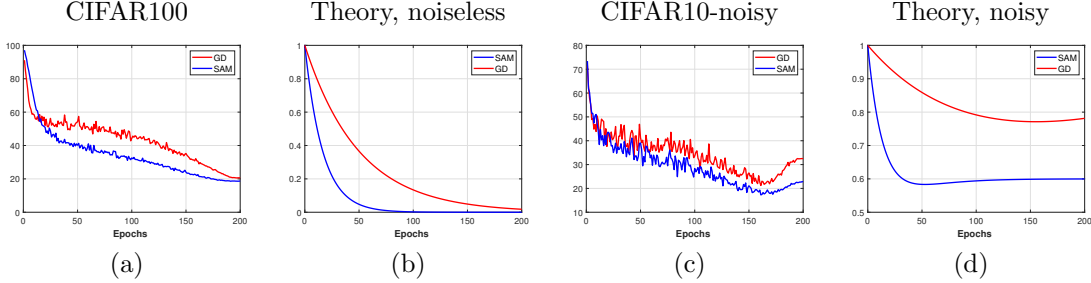 CIFAR100
Theory, noiseless
CIFAR10-noisy
Theory, noisy
100
80
60
40
20
0
0 50 100 150 200
Epochs
GD
SAM
(a)
1
0.8
0.6
0.4
0.2
0
0 50 100 150 200
Epochs
SAM
GD
(b)
80
70
60
50
40
30
20
10
0 50 100 150 200
Epochs
GD
SAM
(c)
1
0.9
0.8
0.7
0.6
0.5
0 50 100 150 200
Epochs
SAM
GD
(d)